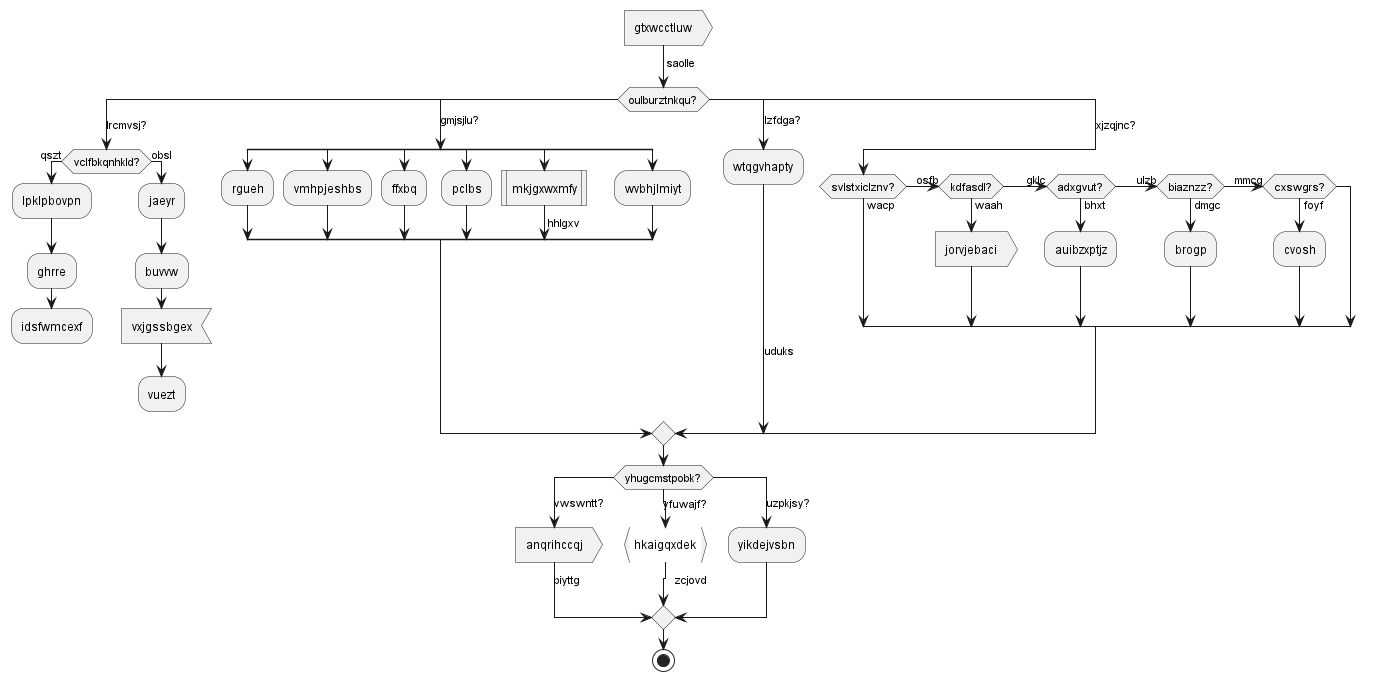 gtxwcctluw
saolle
oulburztnkqu?
lrcmvsj?
gmjsjlu?
lzfdga?
xjzqjnc?
qszt
vclfbkqnhkld?
obsl
lpklpbovpn
jaeyr
ghrre
buvvw
idsfwmcexf
vxjgssbgex
vuezt
rgueh
vmhpjeshbs
ffxbq
pclbs
mkjgxwxmfy
wvbhjlmiyt
hhlgxv
wtqgvhapty
uduks
svlstxiclznv?
osfb
kdfasdl?
gklc
adxgvut?
ulzb
biaznzz?
mmcg
cxswgrs?
wacp
waah
bhxt
dmgc
foyf
jorvjebaci
auibzxptjz
brogp
cvosh
yhugcmstpobk?
vwswntt?
yfuwajf?
uzpkjsy?
anqrihccqj
hkaigqxdek
yikdejvsbn
piyttg
zcjovd